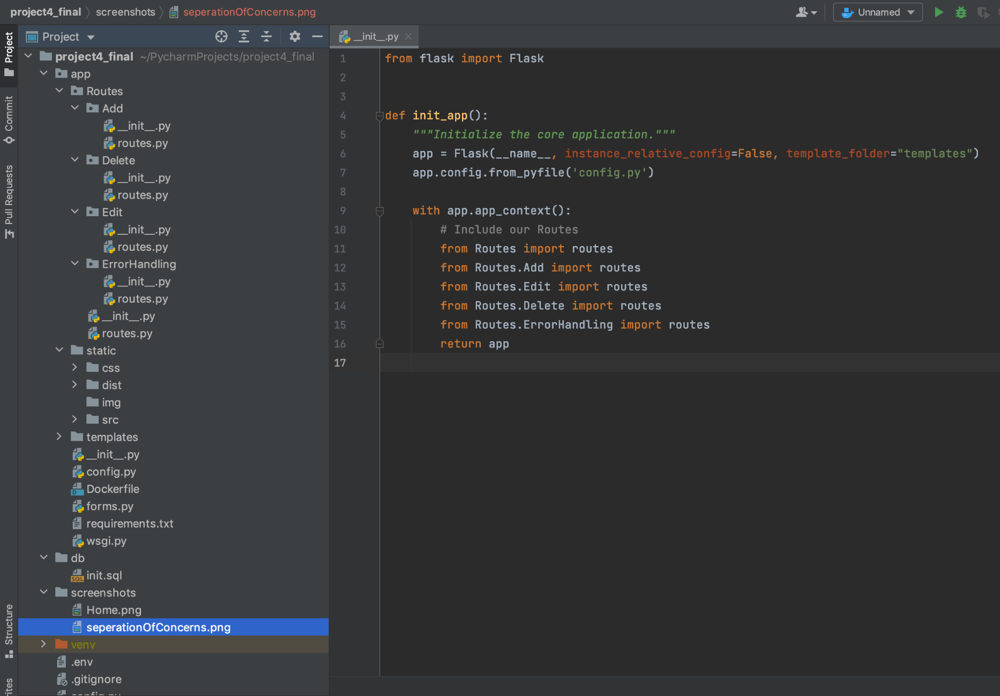 project4_final screenshots seperationOfConcerns.png
Unnamed
Project
Commit
Pull Requests
Structure
Project
project4_final ~/PycharmProjects/project4_final
app
Routes
Add
__init__.py
routes.py
Delete
__init__.py
routes.py
Edit
__init__.py
routes.py
ErrorHandling
__init__.py
routes.py
__init__.py
routes.py
static
css
dist
img
src
templates
__init__.py
config.py
Dockerfile
forms.py
requirements.txt
wsgi.py
db
init.sql
screenshots
Home.png
seperationOfConcerns.png
venv
.env
.gitignore
__init__.py
1 from flask import Flask
2
3
4 def init_app():
5 """Initialize the core application."""
6 app = Flask(__name__, instance_relative_config=False, template_folder="templates")
7 app.config.from_pyfile('config.py')
8
9 with app.app_context():
10 # Include our Routes
11 from Routes import routes
12 from Routes.Add import routes
13 from Routes.Edit import routes
14 from Routes.Delete import routes
15 from Routes.ErrorHandling import routes
16 return app
17